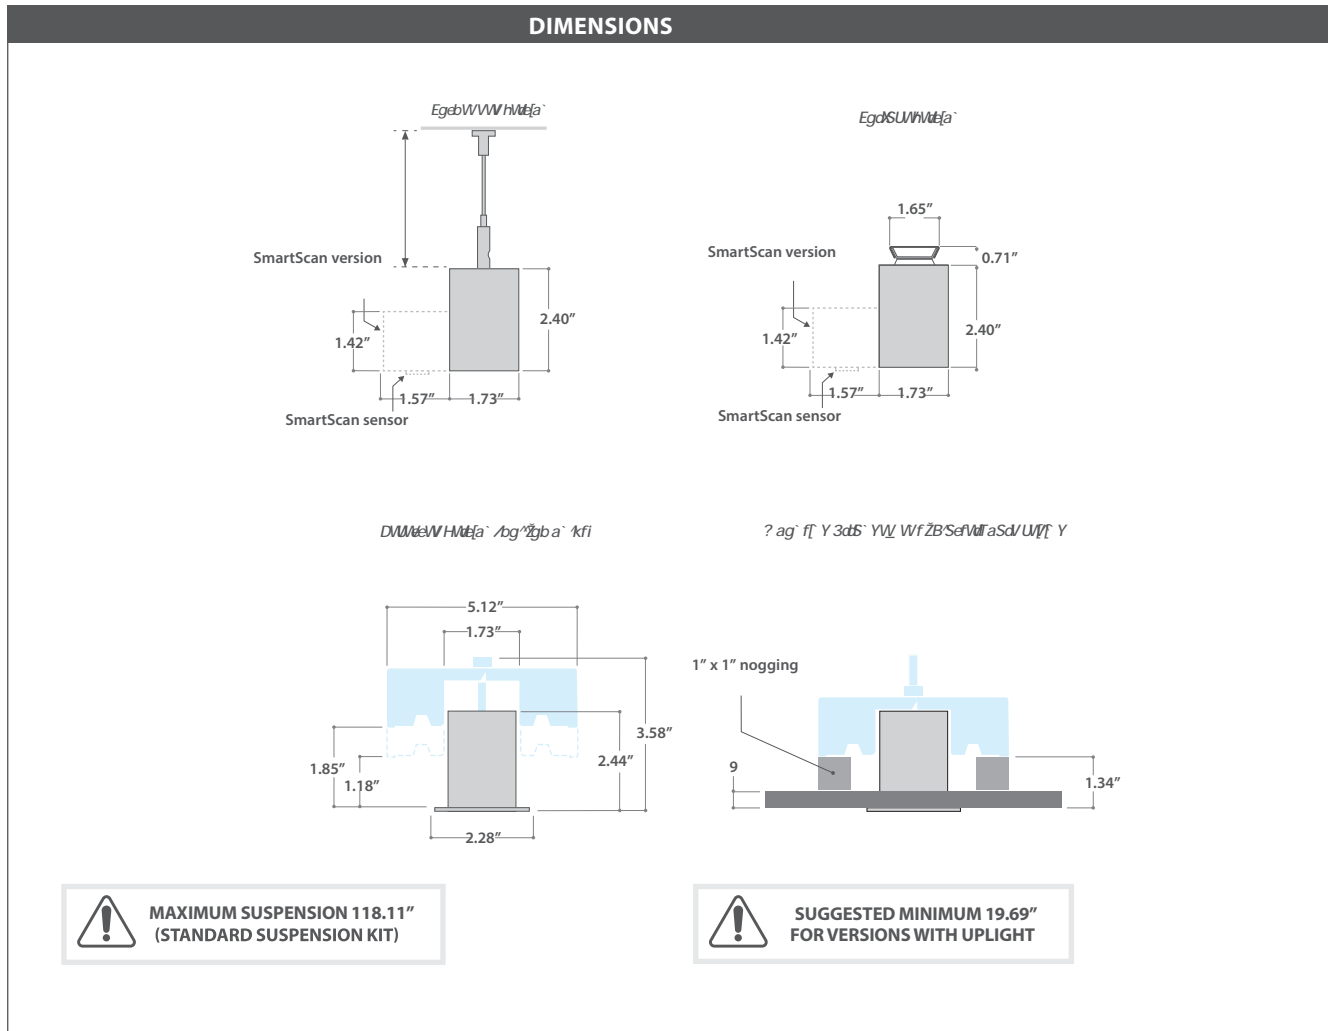 DIMENSIONS
SmartScan version
2.40”
1.42”
1.57”
1.73”
SmartScan sensor
1.65”
0.71”
SmartScan version
2.40”
1.42”
1.57”
1.73”
SmartScan sensor
5.12”
1.73”
3.58”
2.44”
1.85”
1.18”
2.28”
1” x 1” nogging
9
1.34”
MAXIMUM SUSPENSION 118.11”
(STANDARD SUSPENSION KIT)
SUGGESTED MINIMUM 19.69”
FOR VERSIONS WITH UPLIGHT